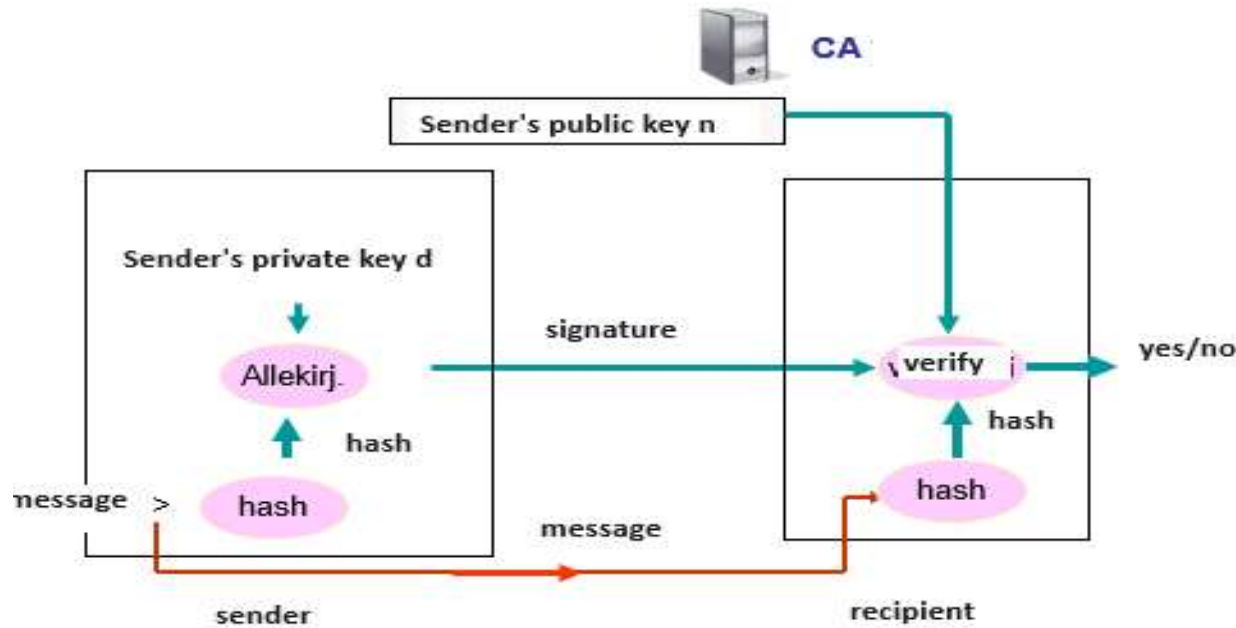 CA
Sender's public key n
Sender's private key d
signature
Allekirj.
verify
yes/no
hash
hash
message >
hash
hash
message
sender
recipient